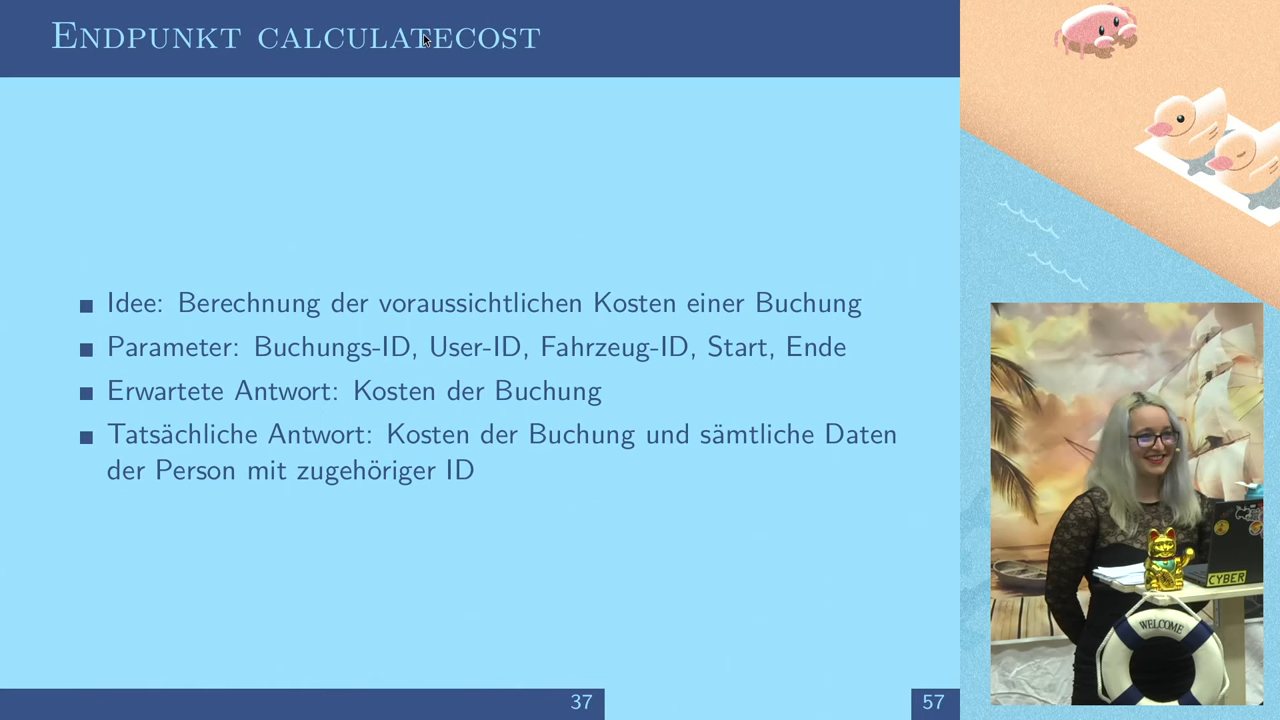 Endpunkt calculatecost
Idee: Berechnung der voraussichtlichen Kosten einer Buchung
Parameter: Buchungs-ID, User-ID, Fahrzeug-ID, Start, Ende
Erwartete Antwort: Kosten der Buchung
Tatsächliche Antwort: Kosten der Buchung und sämtliche Daten
der Person mit zugehöriger ID
CYBER
WELCOME
37
57